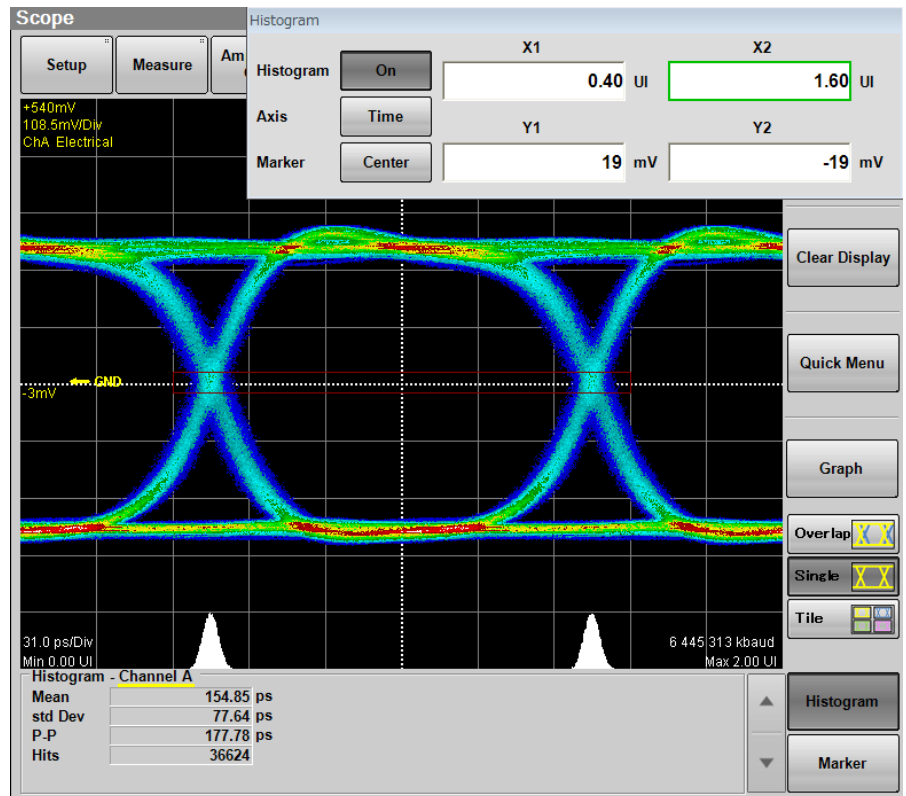 Scope
Histogram
Setup
Measure
Am
Histogram
On
X1
X2
0.40 UI
1.60 UI
Axis
Time
Y1
Y2
Marker
Center
19 mV
-19 mV
+540mV
108.5mV/Div
ChA Electrical
Clear Display
GND
-3mV
Quick Menu
Graph
Overlap
Single
Tile
31.0 ps/Div
6 445 313 kbaud
Min 0.00 UI
Max 2.00 UI
Histogram - Channel A
Mean 154.85 ps
std Dev 77.64 ps
P-P 177.78 ps
Hits 36624
Histogram
Marker